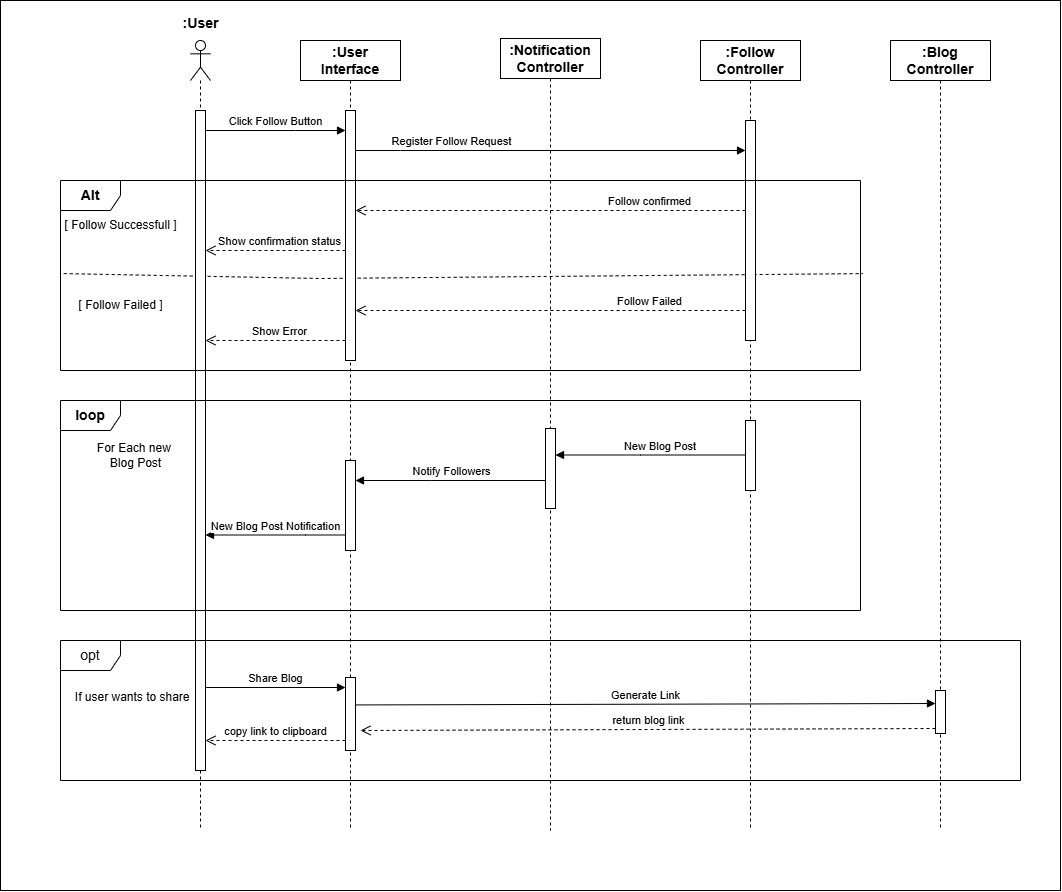 :User
:User
Interface
:Notification
Controller
:Follow
Controller
:Blog
Controller
Click Follow Button
Register Follow Request
Alt
[ Follow Successfull ]
Follow confirmed
Show confirmation status
[ Follow Failed ]
Follow Failed
Show Error
loop
For Each new
Blog Post
New Blog Post
Notify Followers
New Blog Post Notification
opt
If user wants to share
Share Blog
Generate Link
return blog link
copy link to clipboard